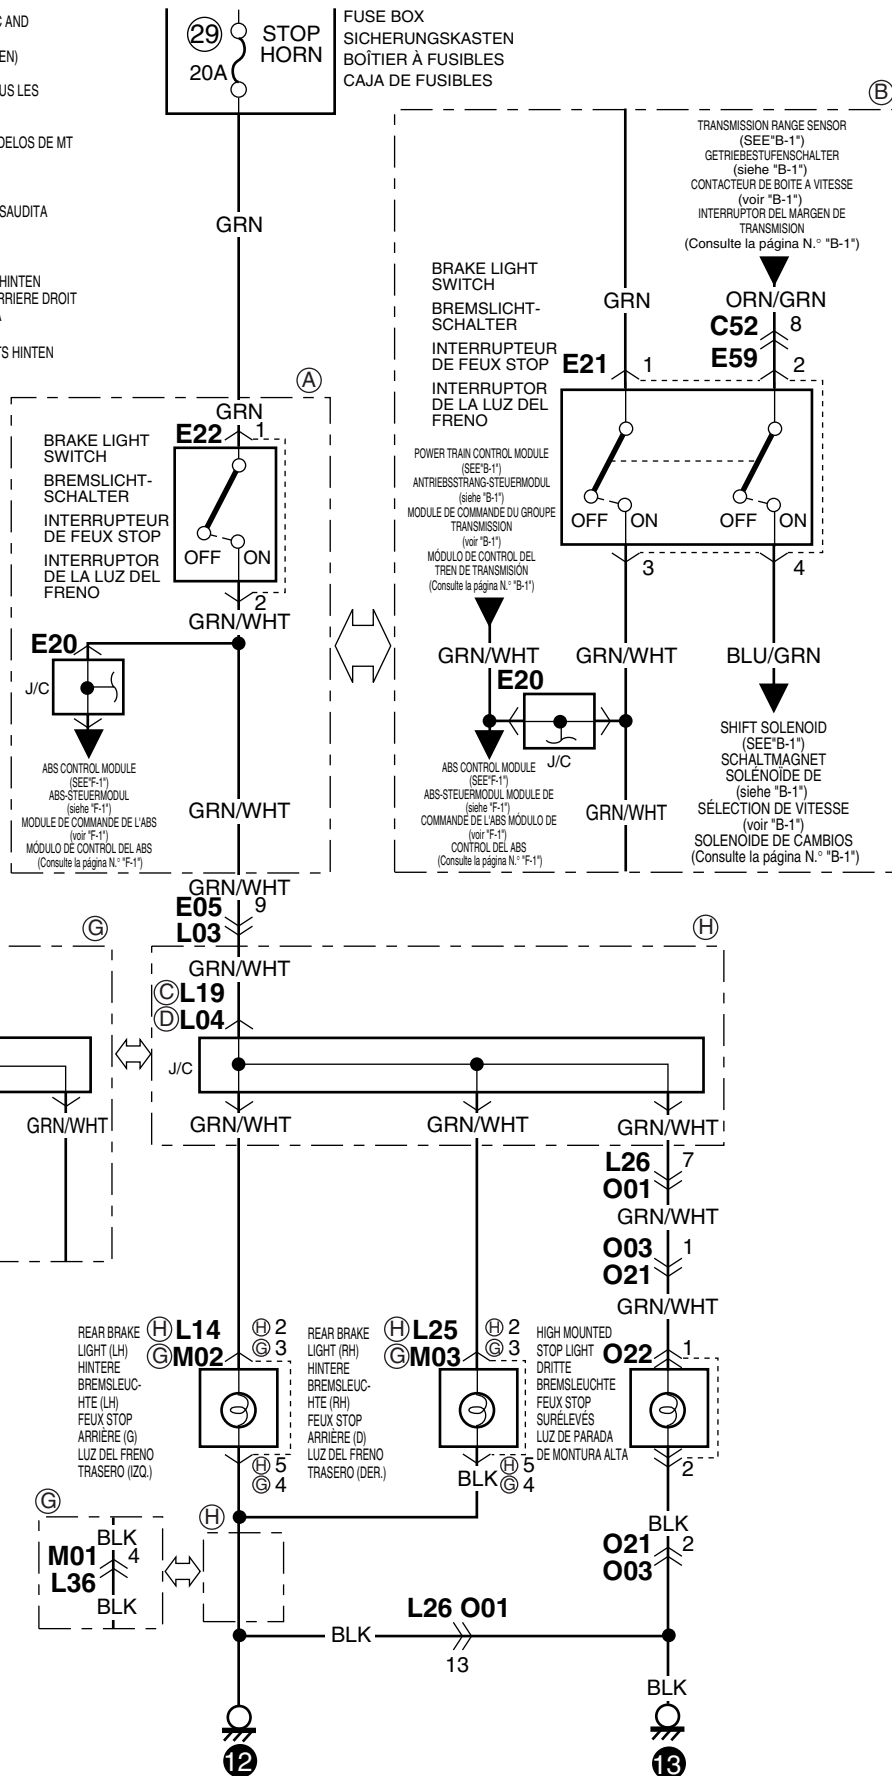 C AND
EN)
US LES
DELOS DE MT
SAUDITA
HINTEN
RRIERE DROIT
A
TS HINTEN
29
20A
STOP
HORN
FUSE BOX
SICHERUNGSKASTEN
BOÎTIER À FUSIBLES
CAJA DE FUSIBLES
GRN
A
GRN
E22 1
BRAKE LIGHT
SWITCH
BREMSLICHT-
SCHALTER
INTERRUPTEUR
DE FEUX STOP
INTERRUPTOR
DE LA LUZ DEL
FRENO
OFF ON
2
GRN/WHT
E20
J/C
ABS CONTROL MODULE
(SEE"F-1")
ABS-STEUERMODUL
(siehe "F-1")
MODULE DE COMMANDE DE L'ABS
(voir "F-1")
MÓDULO DE CONTROL DEL ABS
(Consulte la página N.° "F-1")
GRN/WHT
B
TRANSMISSION RANGE SENSOR
(SEE"B-1")
GETRIEBESTUFENSCHALTER
(siehe "B-1")
CONTACTEUR DE BOITE A VITESSE
(voir "B-1")
INTERRUPTOR DEL MARGEN DE
TRANSMISION
(Consulte la página N.° "B-1")
BRAKE LIGHT
SWITCH
BREMSLICHT-
SCHALTER
INTERRUPTEUR
DE FEUX STOP
INTERRUPTOR
DE LA LUZ DEL
FRENO
GRN
ORN/GRN
C52 8
E59 2
E21 1
OFF ON
OFF ON
3
4
POWER TRAIN CONTROL MODULE
(SEE"B-1")
ANTRIEBSSTRANG-STEUERMODUL
(siehe "B-1")
MODULE DE COMMANDE DU GROUPE
TRANSMISSION
(voir "B-1")
MÓDULO DE CONTROL DEL
TREN DE TRANSMISIÓN
(Consulte la página N.° "B-1")
GRN/WHT
GRN/WHT
BLU/GRN
E20
J/C
ABS CONTROL MODULE
(SEE"F-1")
ABS-STEUERMODUL MODULE DE
(siehe "F-1")
COMMANDE DE L'ABS MÓDULO DE
(voir "F-1")
CONTROL DEL ABS
(Consulte la página N.° "F-1")
GRN/WHT
SHIFT SOLENOID
(SEE"B-1")
SCHALTMAGNET
SOLÉNOÏDE DE
(siehe "B-1")
SÉLECTION DE VITESSE
(voir "B-1")
SOLENOIDE DE CAMBIOS
(Consulte la página N.° "B-1")
GRN/WHT
E05 9
L03
G
H
GRN/WHT
C L19
D L04
J/C
GRN/WHT
GRN/WHT
GRN/WHT
GRN/WHT
L26 7
O01
GRN/WHT
O03 1
O21
GRN/WHT
REAR BRAKE
LIGHT (LH)
HINTERE
BREMSLEUC-
HTE (LH)
FEUX STOP
ARRIÈRE (G)
LUZ DEL FRENO
TRASERO (IZQ.)
H L14 H 2
G M02 G 3
H 5
G 4
REAR BRAKE
LIGHT (RH)
HINTERE
BREMSLEUC-
HTE (RH)
FEUX STOP
ARRIÈRE (D)
LUZ DEL FRENO
TRASERO (DER.)
H L25 H 2
G M03 G 3
BLK H 5
G 4
HIGH MOUNTED
STOP LIGHT
DRITTE
BREMSLEUCHTE
FEUX STOP
SURÉLEVÉS
LUZ DE PARADA
DE MONTURA ALTA
O22 1
2
G
H
BLK
M01 4
L36
BLK
BLK
O21 2
O03
L26 O01
BLK
13
BLK
12
13